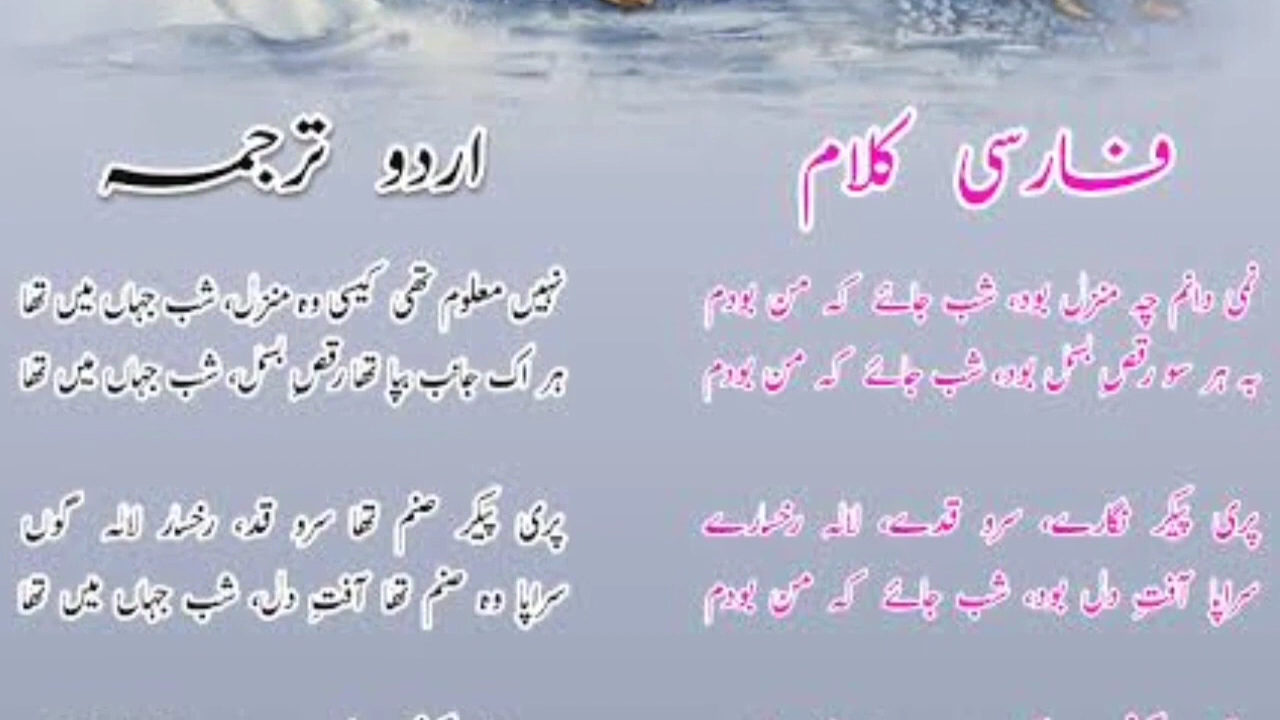 فارسی کلام
نمی دانم چہ منزل بود، شب جائے کہ من بودم
بہ ہر سو رقصِ بسمل بود، شب جائے کہ من بودم
پری پیکر نگارے، سرو قدے، لالہ رخسارے
سراپا آفتِ دل بود، شب جائے کہ من بودم
اردو ترجمہ
نہیں معلوم تھی کیسی وہ منزل، شب جہاں میں تھا
ہر اک جانب بپا تھا رقصِ بسمل، شب جہاں میں تھا
پری پیکر صنم تھا سرو قد، رخسار لالہ گوں
سراپا وہ صنم تھا آفتِ دل، شب جہاں میں تھا